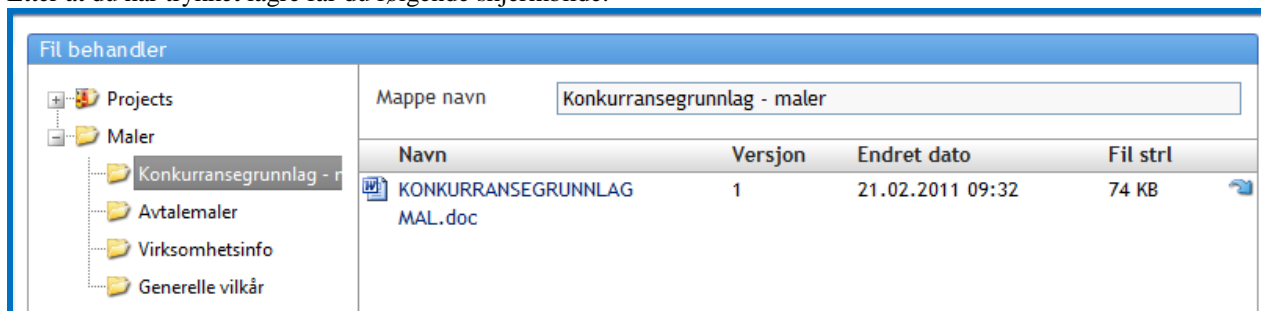 Fil behandler
Projects
Maler
Konkurransegrunnlag -
Avtalemaler
Virksomhetsinfo
Generelle vilkår
Mappe navn Konkurransegrunnlag - maler
Navn Versjon Endret dato Fil strl
KONKURRANSEGRUNNLAG 1 21.02.2011 09:32 74 KB
MAL.doc